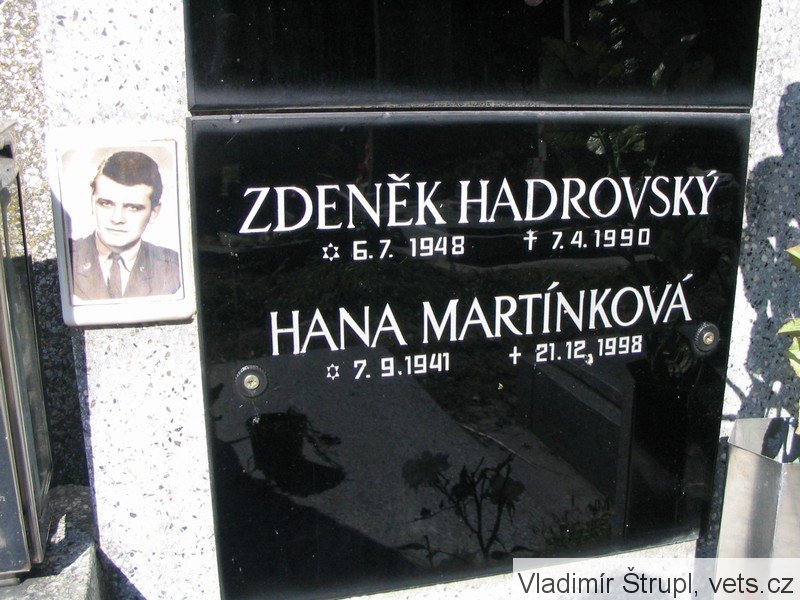 ZDENĚK HADROVSKÝ
✡ 6.7. 1948 ✝ 7.4.1990
HANA MARTÍNKOVÁ
✡ 7.9.1941 ✝ 21.12.1998
Vladimír Štrupl, vets.cz